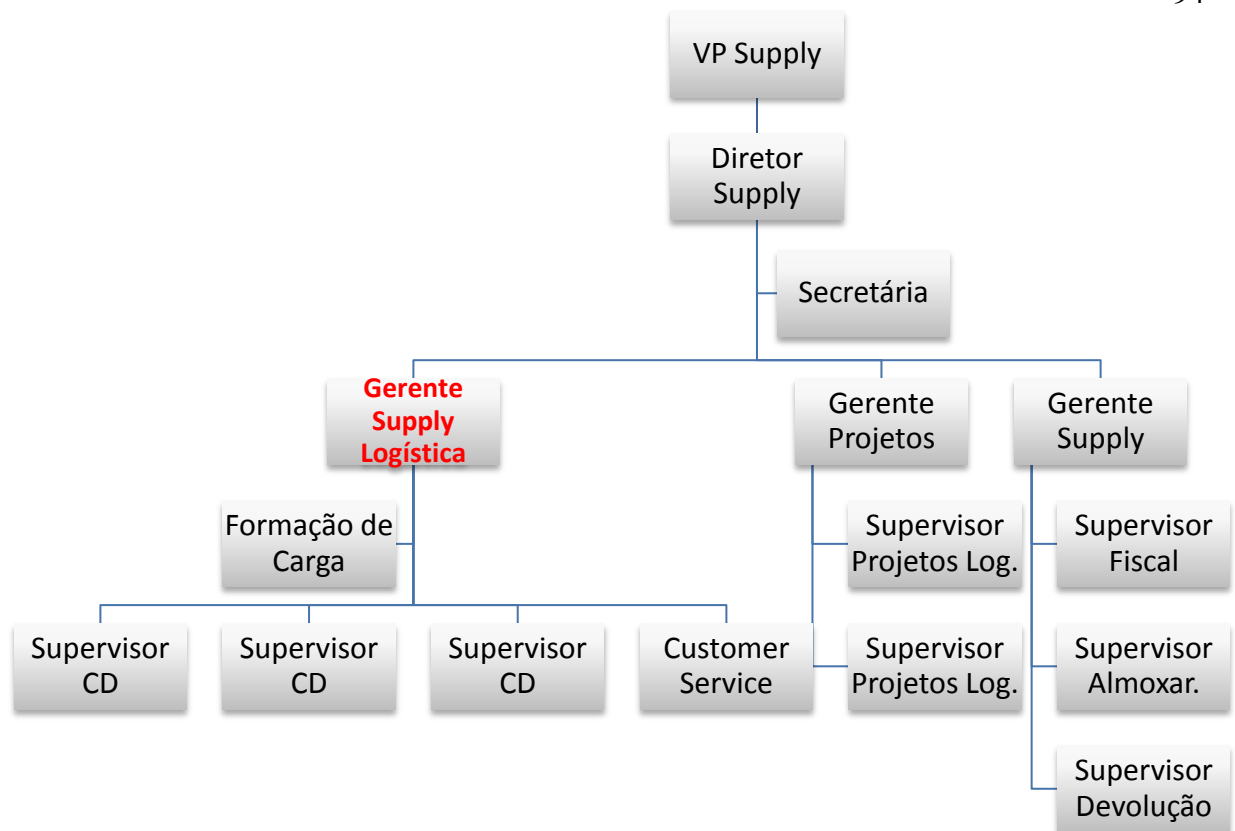 VP Supply
Diretor
Supply
Secretária
Gerente
Supply
Logística
Gerente
Projetos
Gerente
Supply
Formação de
Carga
Supervisor
Projetos Log.
Supervisor
Fiscal
Supervisor
CD
Supervisor
CD
Supervisor
CD
Customer
Service
Supervisor
Projetos Log.
Supervisor
Almoxar.
Supervisor
Devolução